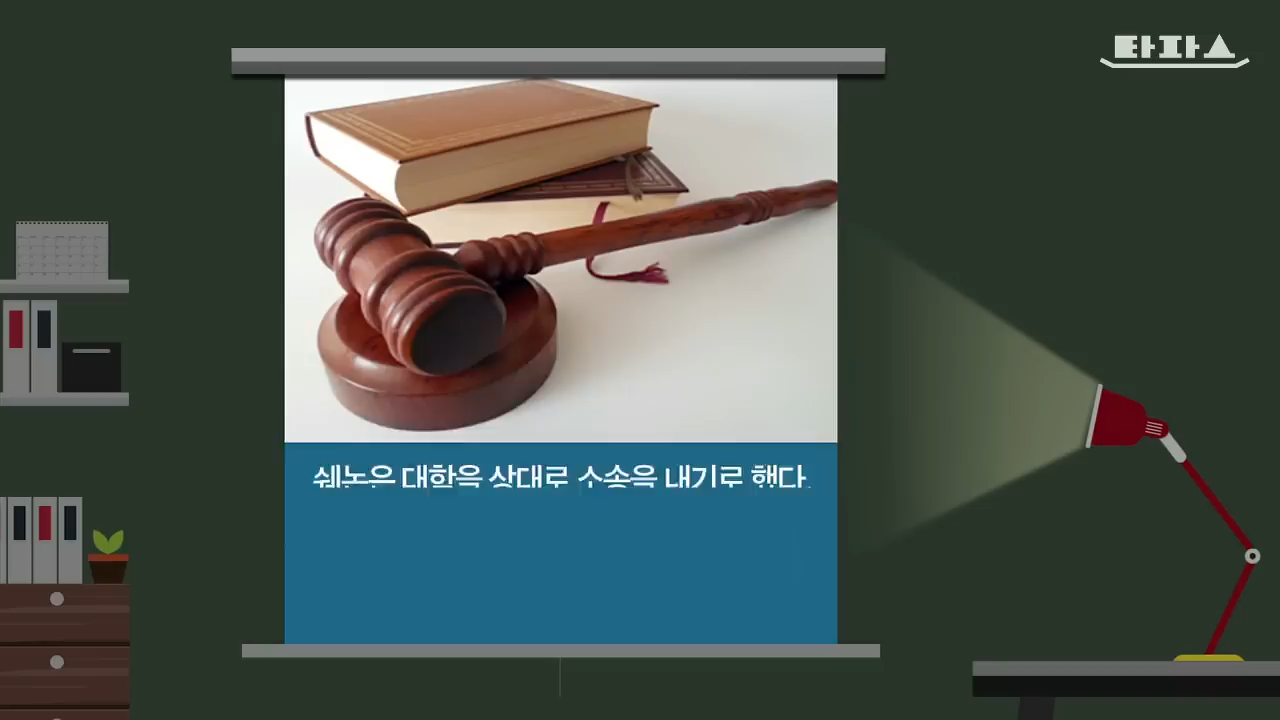 타파스
쉐노은 대한을 상대로 소송을 내기로 했다.